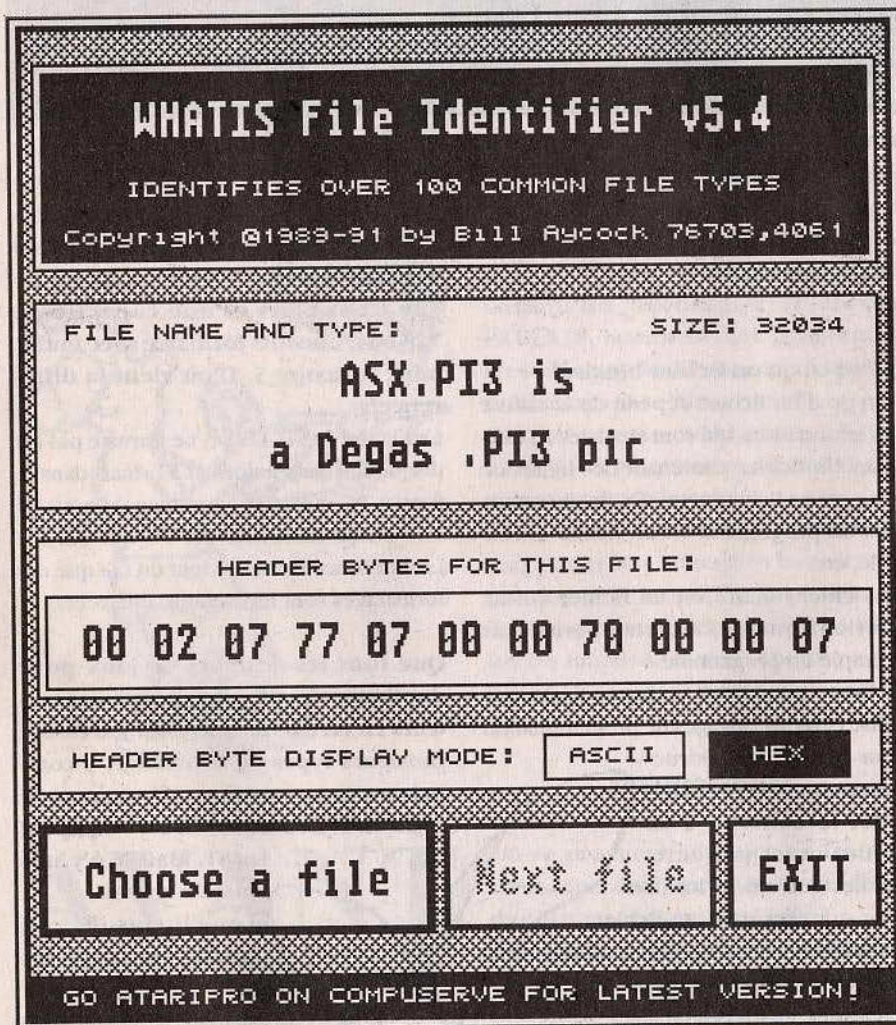 WHATIS File Identifier v5.4
IDENTIFIES OVER 100 COMMON FILE TYPES
Copyright @1989-91 by Bill Aycock 76703,4061
FILE NAME AND TYPE: SIZE: 32034
ASX.PI3 is
a Degas .PI3 pic
HEADER BYTES FOR THIS FILE:
00 02 07 77 07 00 00 70 00 00 07
HEADER BYTE DISPLAY MODE: ASCII HEX
Choose a file Next file EXIT
GO ATARIPRO ON COMPUSERVE FOR LATEST VERSION!